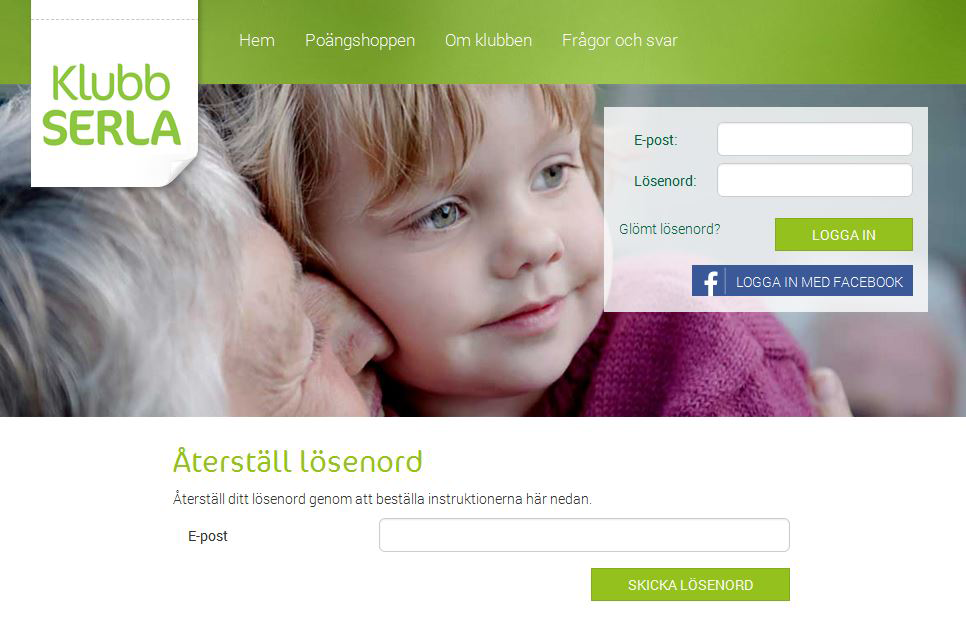 Klubb
SERLA
Hem Poängshoppen Om klubben Frågor och svar
E-post:
Lösenord:
Glömt lösenord? LOGGA IN
f LOGGA IN MED FACEBOOK
Återställ lösenord
Återställ ditt lösenord genom att beställa instruktionerna här nedan.
E-post
SKICKA LÖSENORD